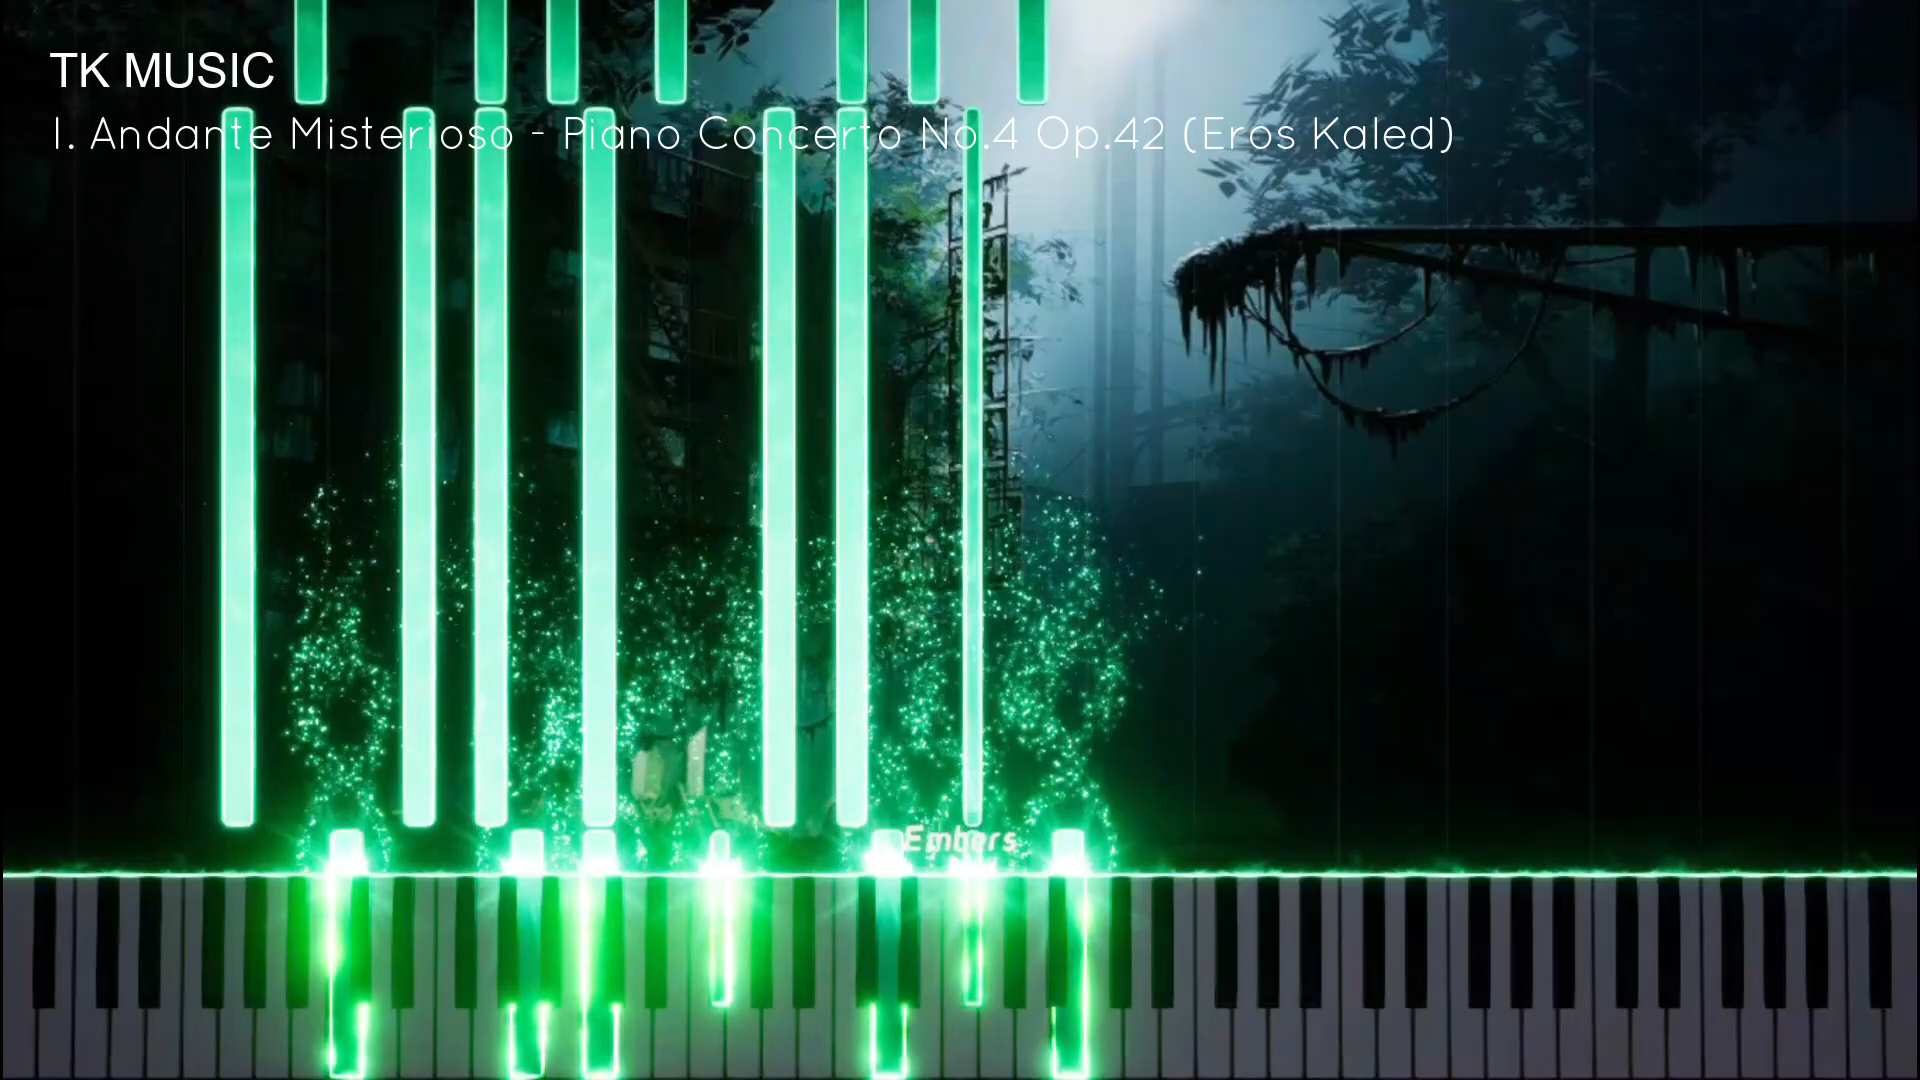 TK MUSIC
I. Andante Misterioso - Piano Concerto No.4 Op.42 (Eros Kaled)
Embers